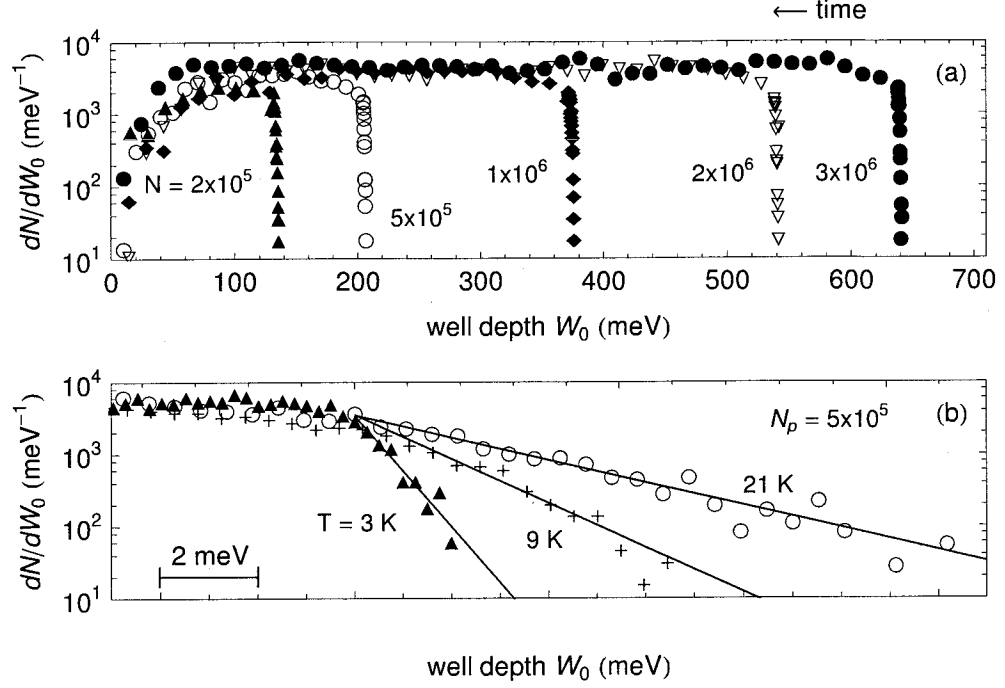 ← time
dN/dW₀ (meV⁻¹)
10⁴
10³
10²
10¹
(a)
N = 2x10⁵
5x10⁵
1x10⁶
2x10⁶
3x10⁶
0 100 200 300 400 500 600 700
well depth W₀ (meV)
dN/dW₀ (meV⁻¹)
10⁴
10³
10²
10¹
Nₚ = 5x10⁵ (b)
T = 3 K
9 K
21 K
2 meV
well depth W₀ (meV)